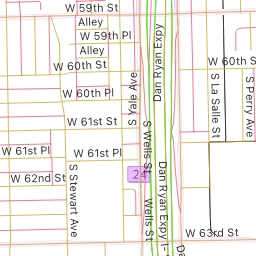 W 59th St
Alley
W 59th Pl
Alley
W 60th St
W 60th S
W 60th Pl
S Yale Ave
Dan Ryan Expy
S La Salle St
S Perry Ave
W 61st St
W 61st Pl
W 61st Pl
S Wells St
24
W 62nd St
S Stewart Ave
Dan Ryan Expy
Wells St
W 63rd St